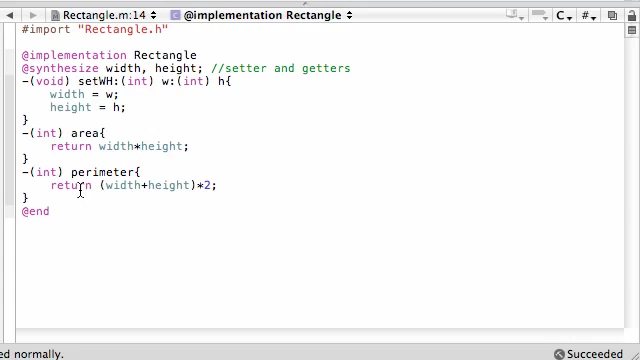 Rectangle.m:14 @implementation Rectangle C #
#import "Rectangle.h"
@implementation Rectangle
@synthesize width, height; //setter and getters
-(void) setWH:(int) w:(int) h{
width = w;
height = h;
}
-(int) area{
return width*height;
}
-(int) perimeter{
return (width+height)*2;
}
@end
ed normally. Succeeded